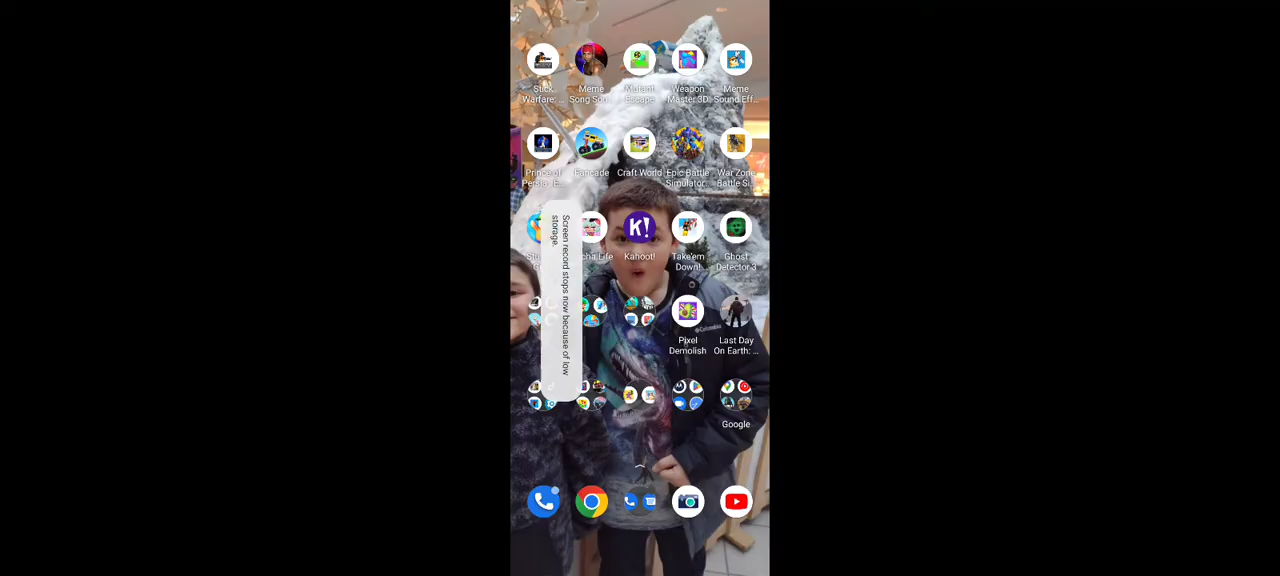 Stick
Warfare: ...
Meme
Song Sou...
Mutant
Escape
Weapon
Master 3D:
Meme
Sound Eff...
Prince of
Persia : E...
Fancade
Craft World
Epic Battle
Simulator
War Zone
Battle Si...
K!
Kahoot!
Take'em
Down!
Ghost
Detector 3
Screen record stops now because of low
storage.
Pixel
Demolish
Columbia
Last Day
On Earth: ...
Google